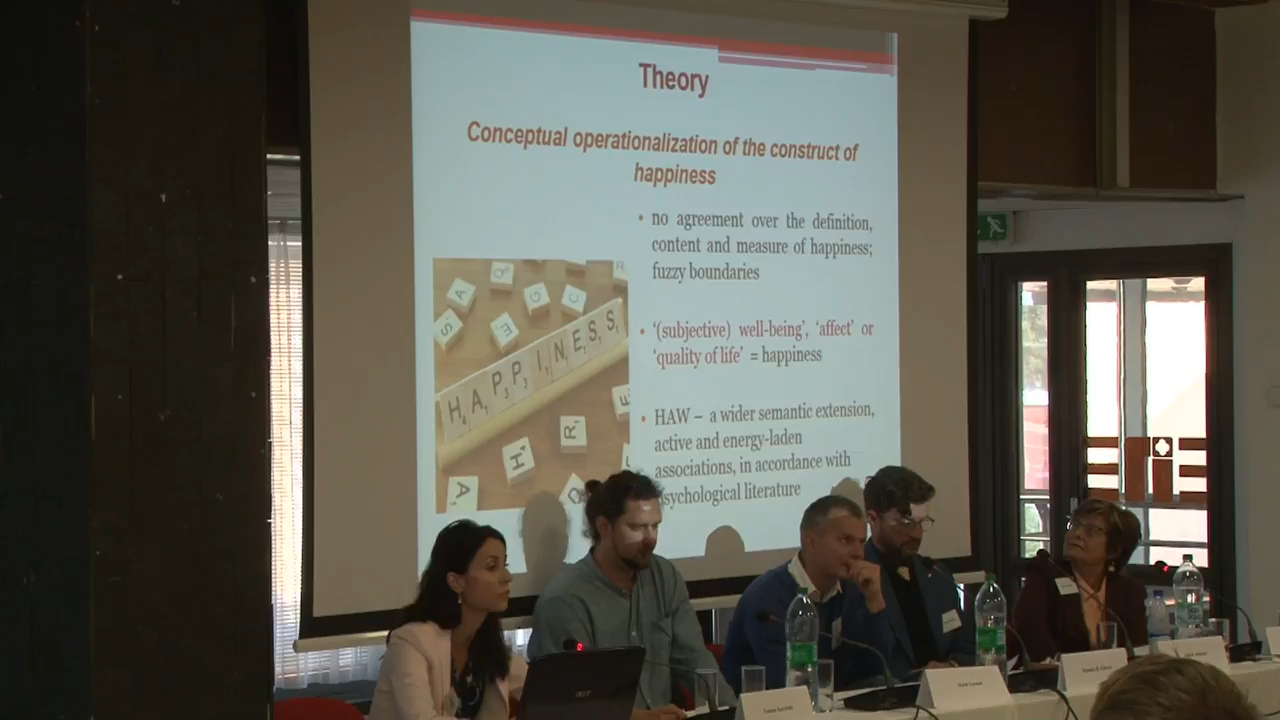 Theory
Conceptual operationalization of the construct of
happiness
• no agreement over the definition,
content and measure of happiness;
fuzzy boundaries
• '(subjective) well-being', 'affect' or
'quality of life' = happiness
• HAW – a wider semantic extension,
active and energy-laden
associations, in accordance with
psychological literature
HAPPINESS
acer